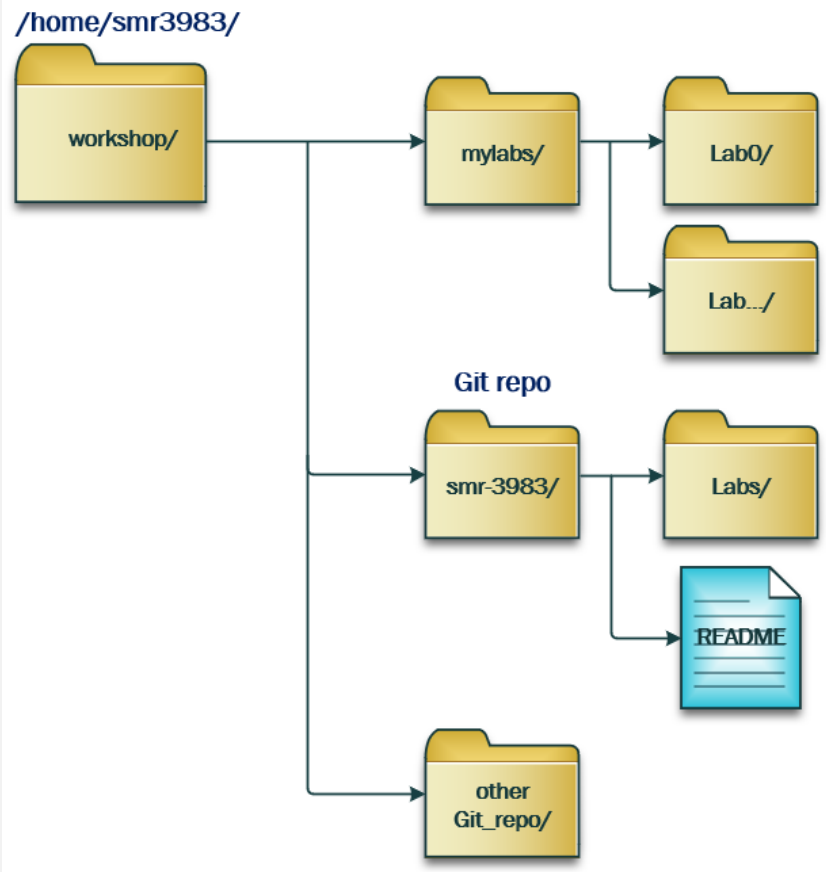 /home/smr3983/
workshop/
mylabs/
Lab0/
Lab.../
Git repo
smr-3983/
Labs/
README
other
Git_repo/